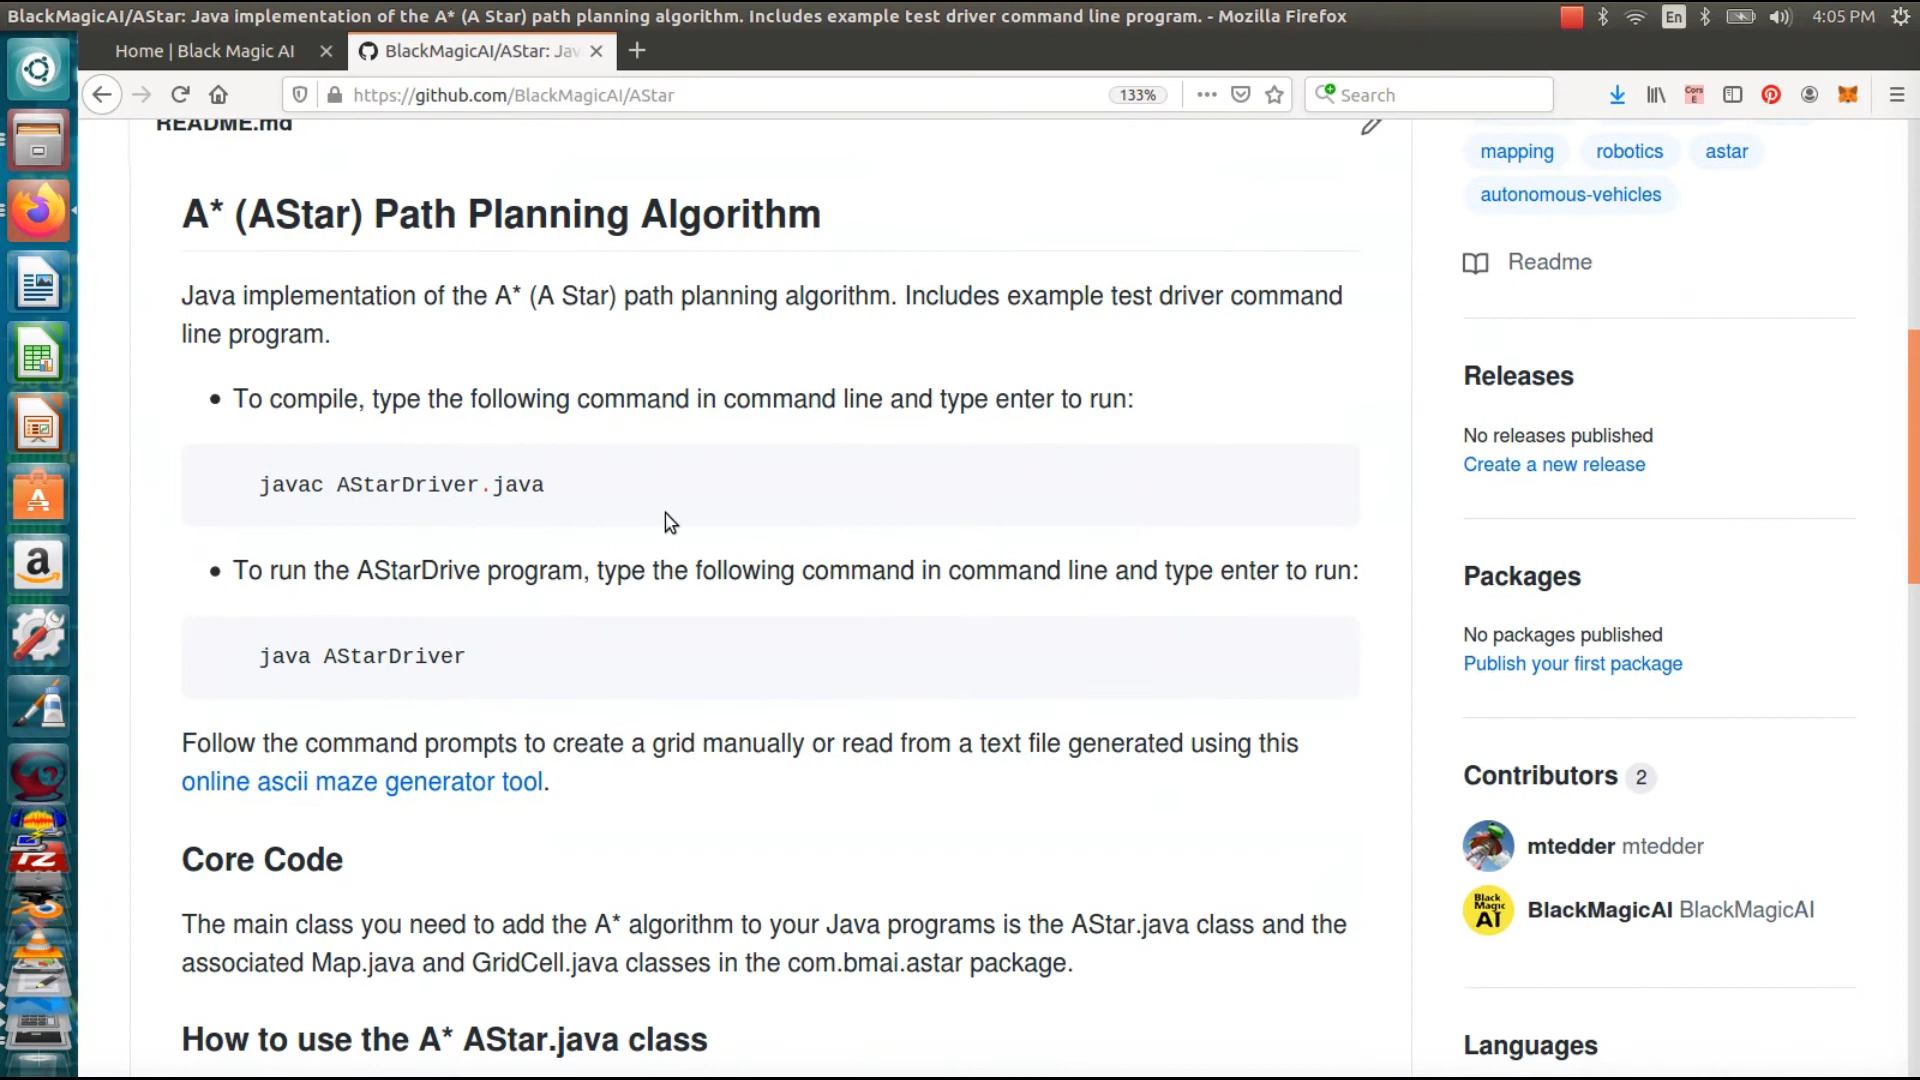 BlackMagicAI/AStar: Java implementation of the A* (A Star) path planning algorithm. Includes example test driver command line program. - Mozilla Firefox
En
4:05 PM
Home | Black Magic AI
BlackMagicAI/AStar: Jav
https://github.com/BlackMagicAI/AStar
133%
Search
README.md
A* (AStar) Path Planning Algorithm
Java implementation of the A* (A Star) path planning algorithm. Includes example test driver command
line program.
To compile, type the following command in command line and type enter to run:
javac AStarDriver.java
To run the AStarDrive program, type the following command in command line and type enter to run:
java AStarDriver
Follow the command prompts to create a grid manually or read from a text file generated using this
online ascii maze generator tool.
Core Code
The main class you need to add the A* algorithm to your Java programs is the AStar.java class and the
associated Map.java and GridCell.java classes in the com.bmai.astar package.
How to use the A* AStar.java class
mapping robotics astar
autonomous-vehicles
Readme
Releases
No releases published
Create a new release
Packages
No packages published
Publish your first package
Contributors 2
mtedder mtedder
Black
Magic
AI
BlackMagicAI BlackMagicAI
Languages